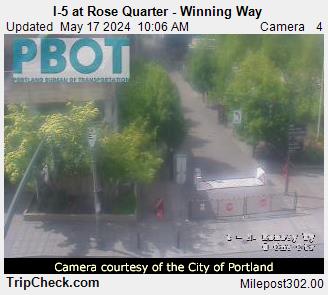 I-5 at Rose Quarter - Winning Way
Updated May 17 2024 10:06 AM Camera 4
PBOT
PORTLAND BUREAU OF TRANSPORTATION
Camera courtesy of the City of Portland
TripCheck.com Milepost302.00